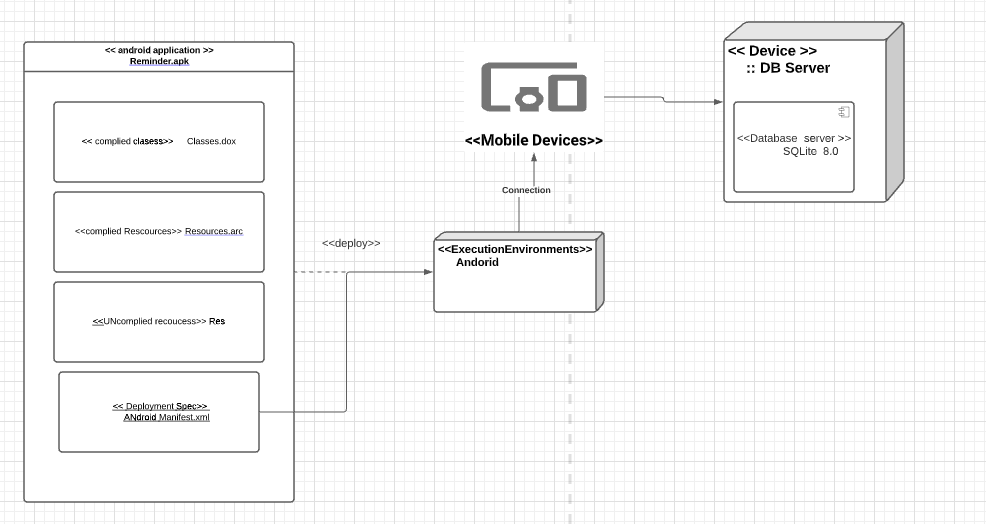 << android application >>
Reminder.apk
<< complied clasess>> Classes.dox
<<complied Rescources>> Resources.arc
<<UNcomplied recoucess>> Res
<< Deployment Spec>>
ANdroid Manifest.xml
<<deploy>>
<<Mobile Devices>>
Connection
<<ExecutionEnvironments>>
Andorid
<< Device >>
:: DB Server
<<Database server >>
SQLite 8.0